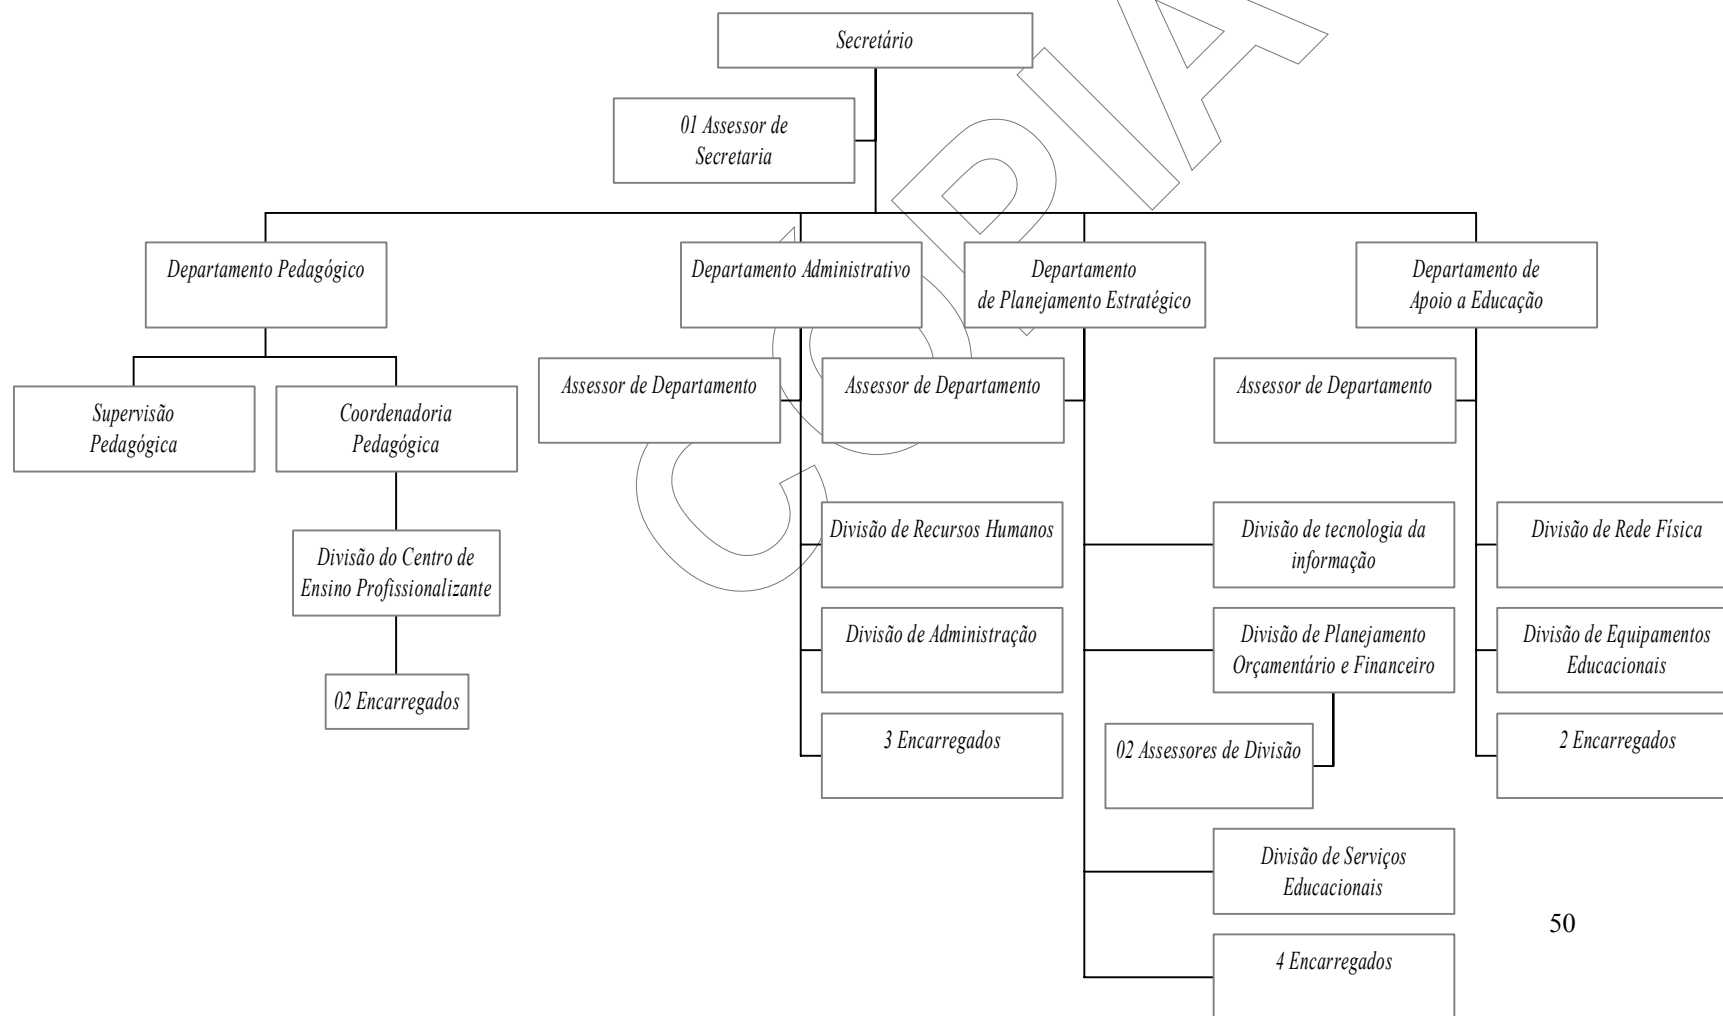 Secretário
01 Assessor de
Secretaria
Departamento Pedagógico
Departamento Administrativo
Departamento
de Planejamento Estratégico
Departamento de
Apoio a Educação
Supervisão
Pedagógica
Coordenadoria
Pedagógica
Assessor de Departamento
Assessor de Departamento
Assessor de Departamento
Divisão do Centro de
Ensino Profissionalizante
02 Encarregados
Divisão de Recursos Humanos
Divisão de Administração
3 Encarregados
Divisão de tecnologia da
informação
Divisão de Planejamento
Orçamentário e Financeiro
02 Assessores de Divisão
Divisão de Serviços
Educacionais
4 Encarregados
Divisão de Rede Física
Divisão de Equipamentos
Educacionais
2 Encarregados
50
CÓPIA